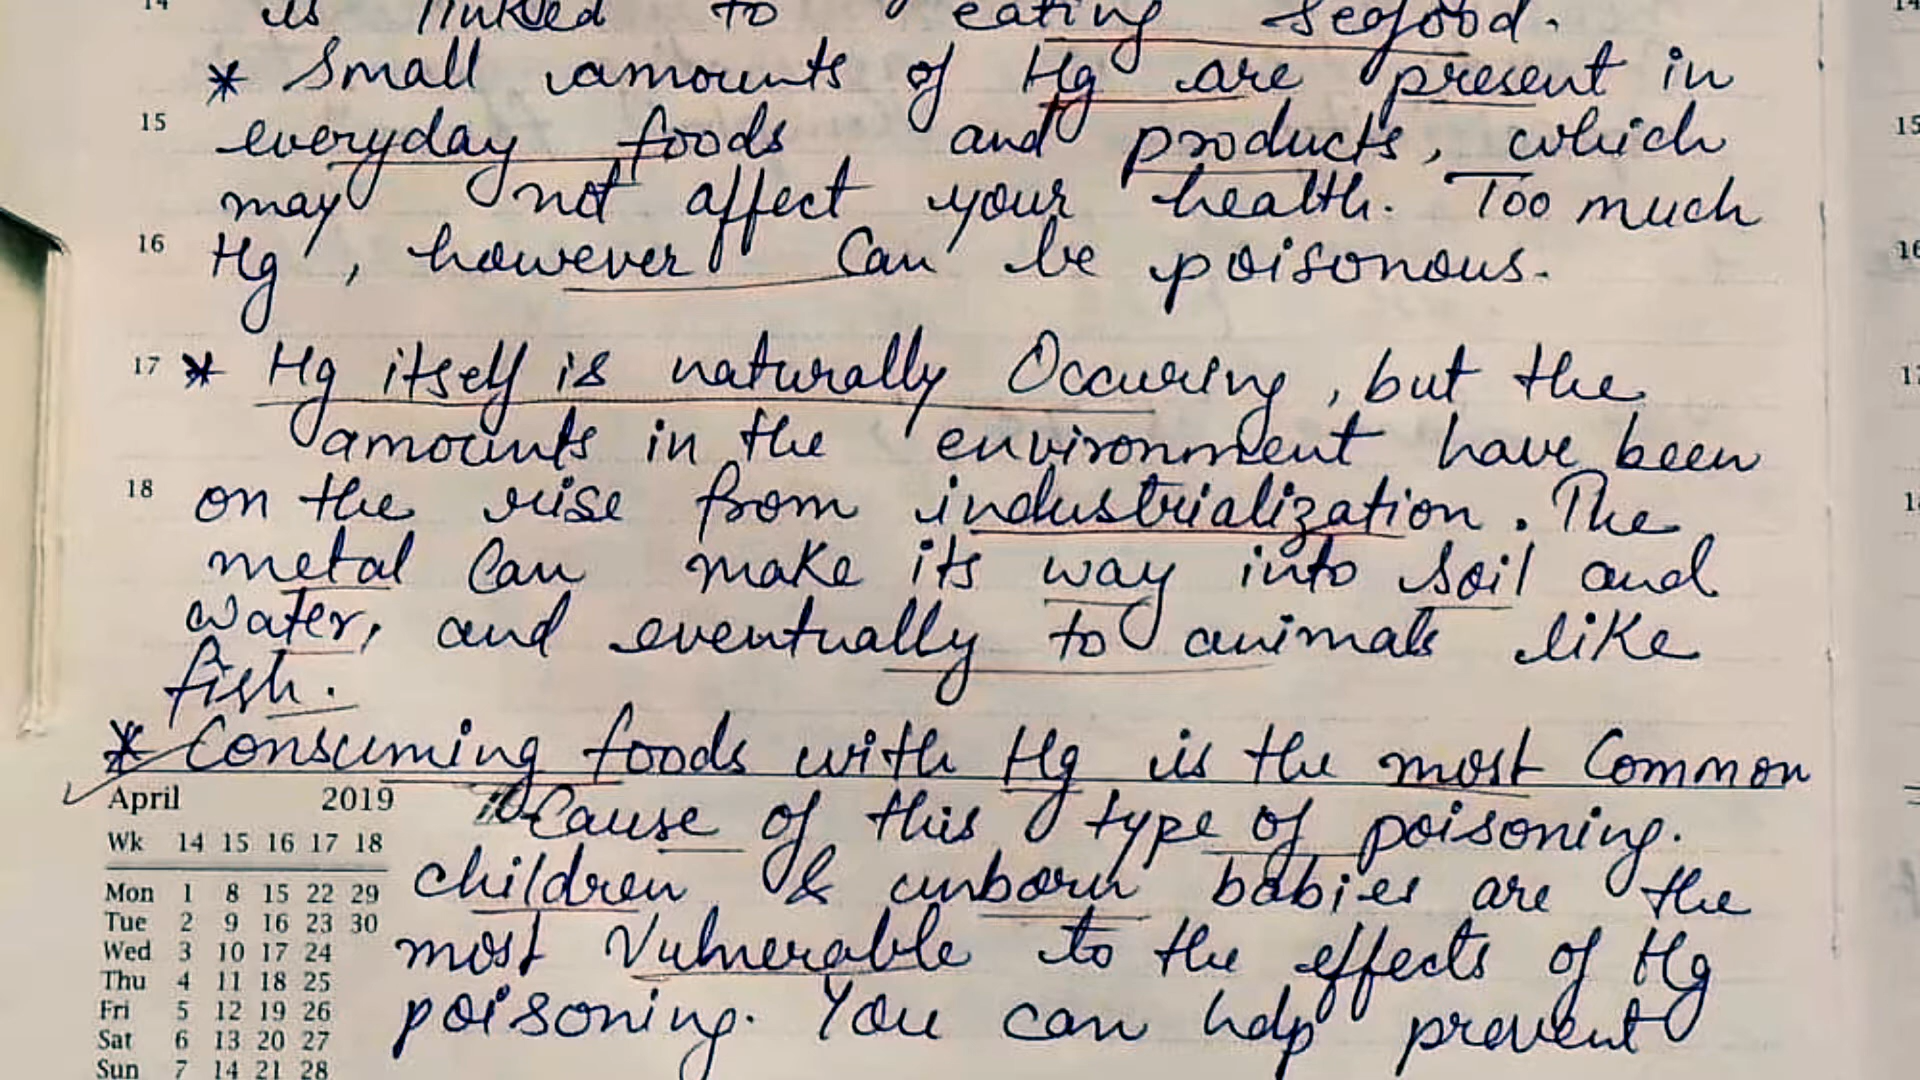 14
is linked to eating seafood.
* Small amounts of Hg are present in
15 everyday foods and products, which
may not affect your health. Too much
16 Hg, however Can be poisonous.
17 * Hg itself is naturally Occuring, but the
amounts in the environment have been
18 on the rise from industrialization. The
metal Can make its way into soil and
water, and eventually to animals like
fish.
* Consuming foods with Hg is the most Common
Cause of this type of poisoning.
children & unborn babies are the
most Vulnerable to the effects of Hg
poisoning. You can help prevent
April 2019
Wk 14 15 16 17 18
Mon 1 8 15 22 29
Tue 2 9 16 23 30
Wed 3 10 17 24
Thu 4 11 18 25
Fri 5 12 19 26
Sat 6 13 20 27
Sun 7 14 21 28
14
15
16